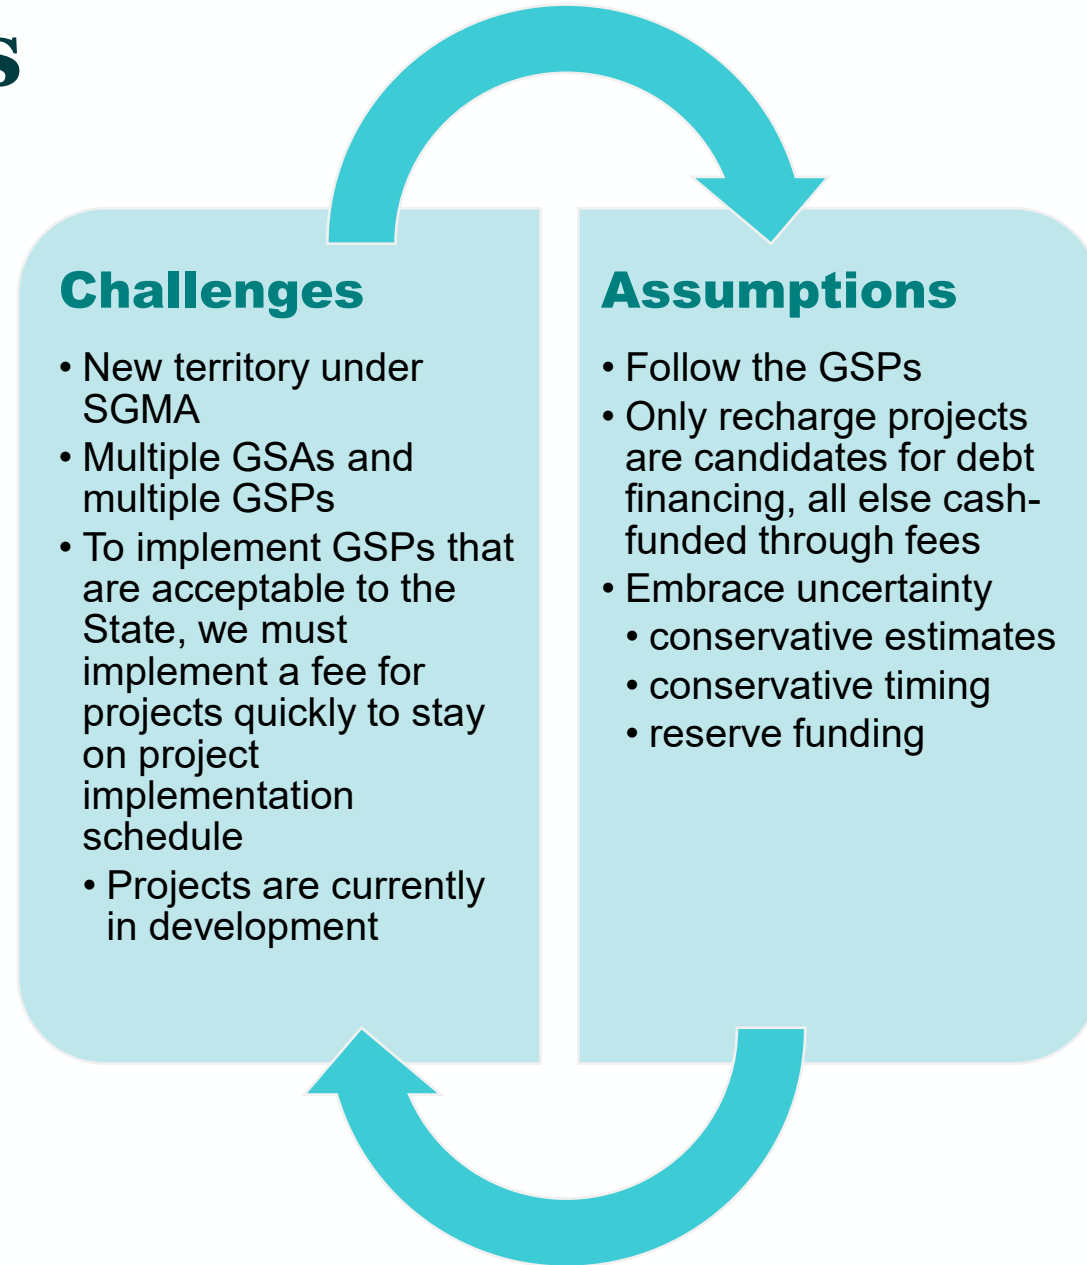 s
Challenges
• New territory under
SGMA
• Multiple GSAs and
multiple GSPs
• To implement GSPs that
are acceptable to the
State, we must
implement a fee for
projects quickly to stay
on project
implementation
schedule
• Projects are currently
in development
Assumptions
• Follow the GSPs
• Only recharge projects
are candidates for debt
financing, all else cash-
funded through fees
• Embrace uncertainty
• conservative estimates
• conservative timing
• reserve funding